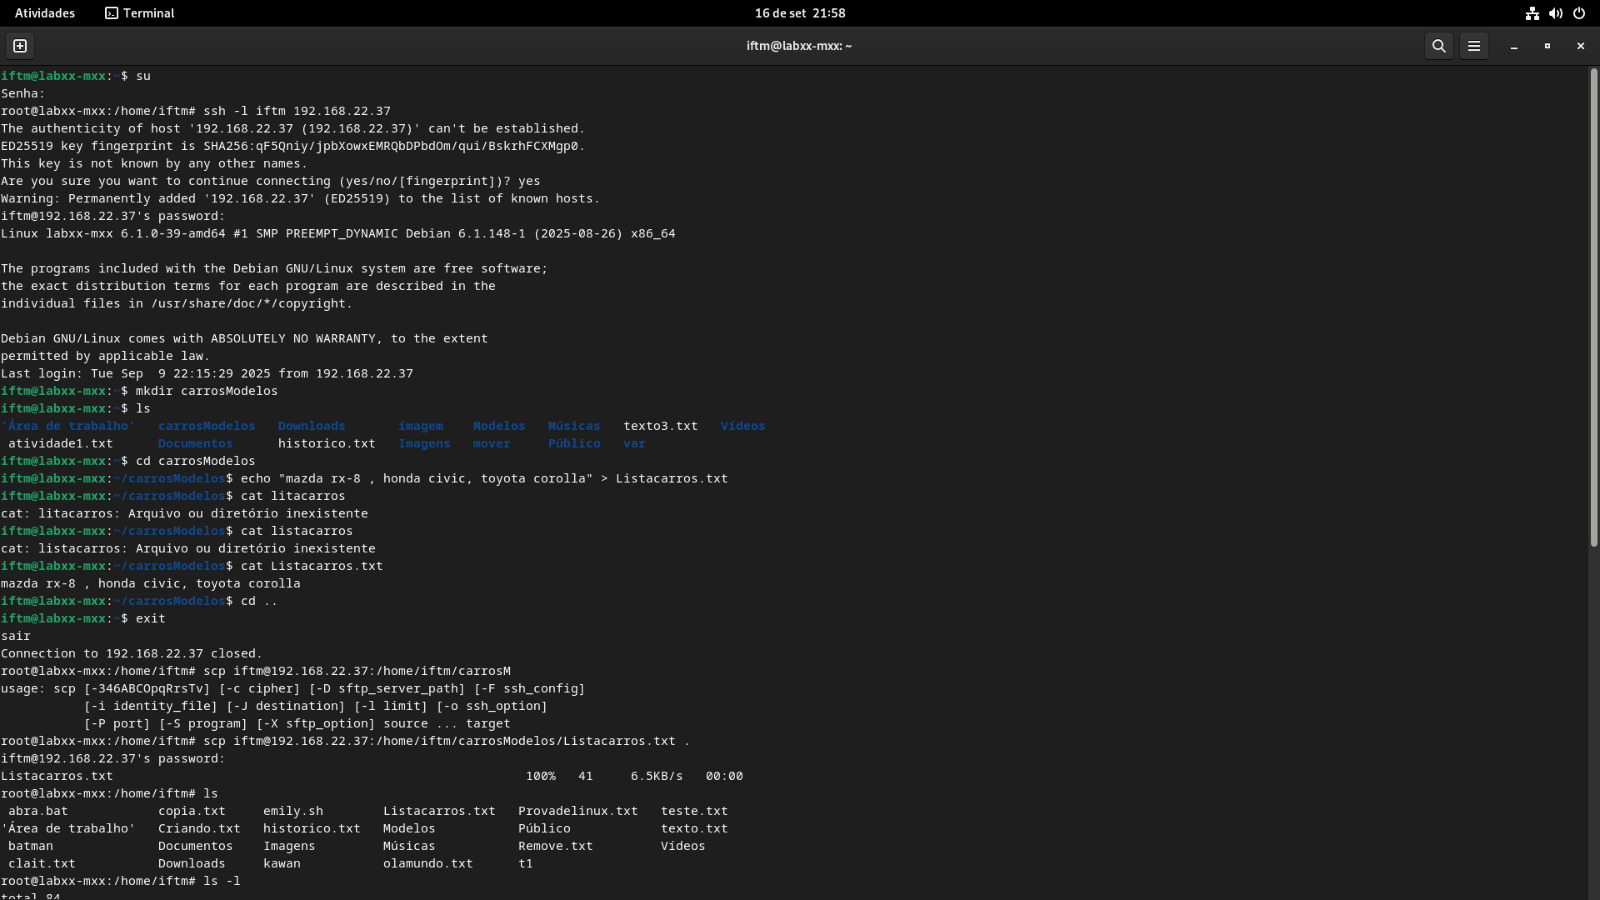 Atividades Terminal 16 de set 21:58
iftm@labxx-mxx: ~
iftm@labxx-mxx:~$ su
Senha:
root@labxx-mxx:/home/iftm# ssh -l iftm 192.168.22.37
The authenticity of host '192.168.22.37 (192.168.22.37)' can't be established.
ED25519 key fingerprint is SHA256:qF5Qniy/jpbXowxEMRQbDPbdOm/qui/BskrhFCXMgp0.
This key is not known by any other names.
Are you sure you want to continue connecting (yes/no/[fingerprint])? yes
Warning: Permanently added '192.168.22.37' (ED25519) to the list of known hosts.
iftm@192.168.22.37's password:
Linux labxx-mxx 6.1.0-39-amd64 #1 SMP PREEMPT_DYNAMIC Debian 6.1.148-1 (2025-08-26) x86_64

The programs included with the Debian GNU/Linux system are free software;
the exact distribution terms for each program are described in the
individual files in /usr/share/doc/*/copyright.

Debian GNU/Linux comes with ABSOLUTELY NO WARRANTY, to the extent
permitted by applicable law.
Last login: Tue Sep  9 22:15:29 2025 from 192.168.22.37
iftm@labxx-mxx:~$ mkdir carrosModelos
iftm@labxx-mxx:~$ ls
'Área de trabalho'   carrosModelos   Downloads       imagem    Modelos   Músicas   texto3.txt   Vídeos
 atividade1.txt      Documentos      historico.txt   Imagens   mover     Público   var
iftm@labxx-mxx:~$ cd carrosModelos
iftm@labxx-mxx:~/carrosModelos$ echo "mazda rx-8 , honda civic, toyota corolla" > Listacarros.txt
iftm@labxx-mxx:~/carrosModelos$ cat litacarros
cat: litacarros: Arquivo ou diretório inexistente
iftm@labxx-mxx:~/carrosModelos$ cat listacarros
cat: listacarros: Arquivo ou diretório inexistente
iftm@labxx-mxx:~/carrosModelos$ cat Listacarros.txt
mazda rx-8 , honda civic, toyota corolla
iftm@labxx-mxx:~/carrosModelos$ cd ..
iftm@labxx-mxx:~$ exit
sair
Connection to 192.168.22.37 closed.
root@labxx-mxx:/home/iftm# scp iftm@192.168.22.37:/home/iftm/carrosM
usage: scp [-346ABCOpqRrsTv] [-c cipher] [-D sftp_server_path] [-F ssh_config]
           [-i identity_file] [-J destination] [-l limit] [-o ssh_option]
           [-P port] [-S program] [-X sftp_option] source ... target
root@labxx-mxx:/home/iftm# scp iftm@192.168.22.37:/home/iftm/carrosModelos/Listacarros.txt .
iftm@192.168.22.37's password:
Listacarros.txt                                                       100%   41     6.5KB/s   00:00
root@labxx-mxx:/home/iftm# ls
 abra.bat            copia.txt     emily.sh        Listacarros.txt   Provadelinux.txt   teste.txt
'Área de trabalho'   Criando.txt   historico.txt   Modelos           Público            texto.txt
 batman              Documentos    Imagens         Músicas           Remove.txt         Vídeos
 clait.txt           Downloads     kawan           olamundo.txt      t1
root@labxx-mxx:/home/iftm# ls -l
total 84